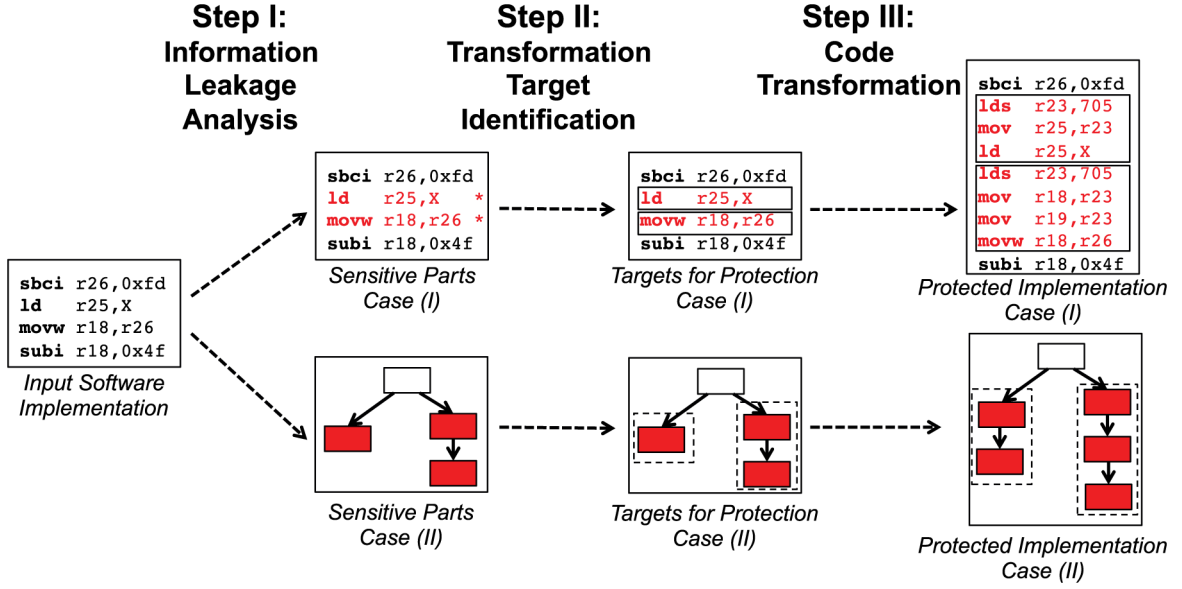 Step I:
Information
Leakage
Analysis
Step II:
Transformation
Target
Identification
Step III:
Code
Transformation
sbci r26,0xfd
ld r25,X
movw r18,r26
subi r18,0x4f
Input Software
Implementation
sbci r26,0xfd
ld r25,X *
movw r18,r26 *
subi r18,0x4f
Sensitive Parts
Case (I)
sbci r26,0xfd
ld r25,X
movw r18,r26
subi r18,0x4f
Targets for Protection
Case (I)
sbci r26,0xfd
lds r23,705
mov r25,r23
ld r25,X
lds r23,705
mov r18,r23
mov r19,r23
movw r18,r26
subi r18,0x4f
Protected Implementation
Case (I)
Sensitive Parts
Case (II)
Targets for Protection
Case (II)
Protected Implementation
Case (II)